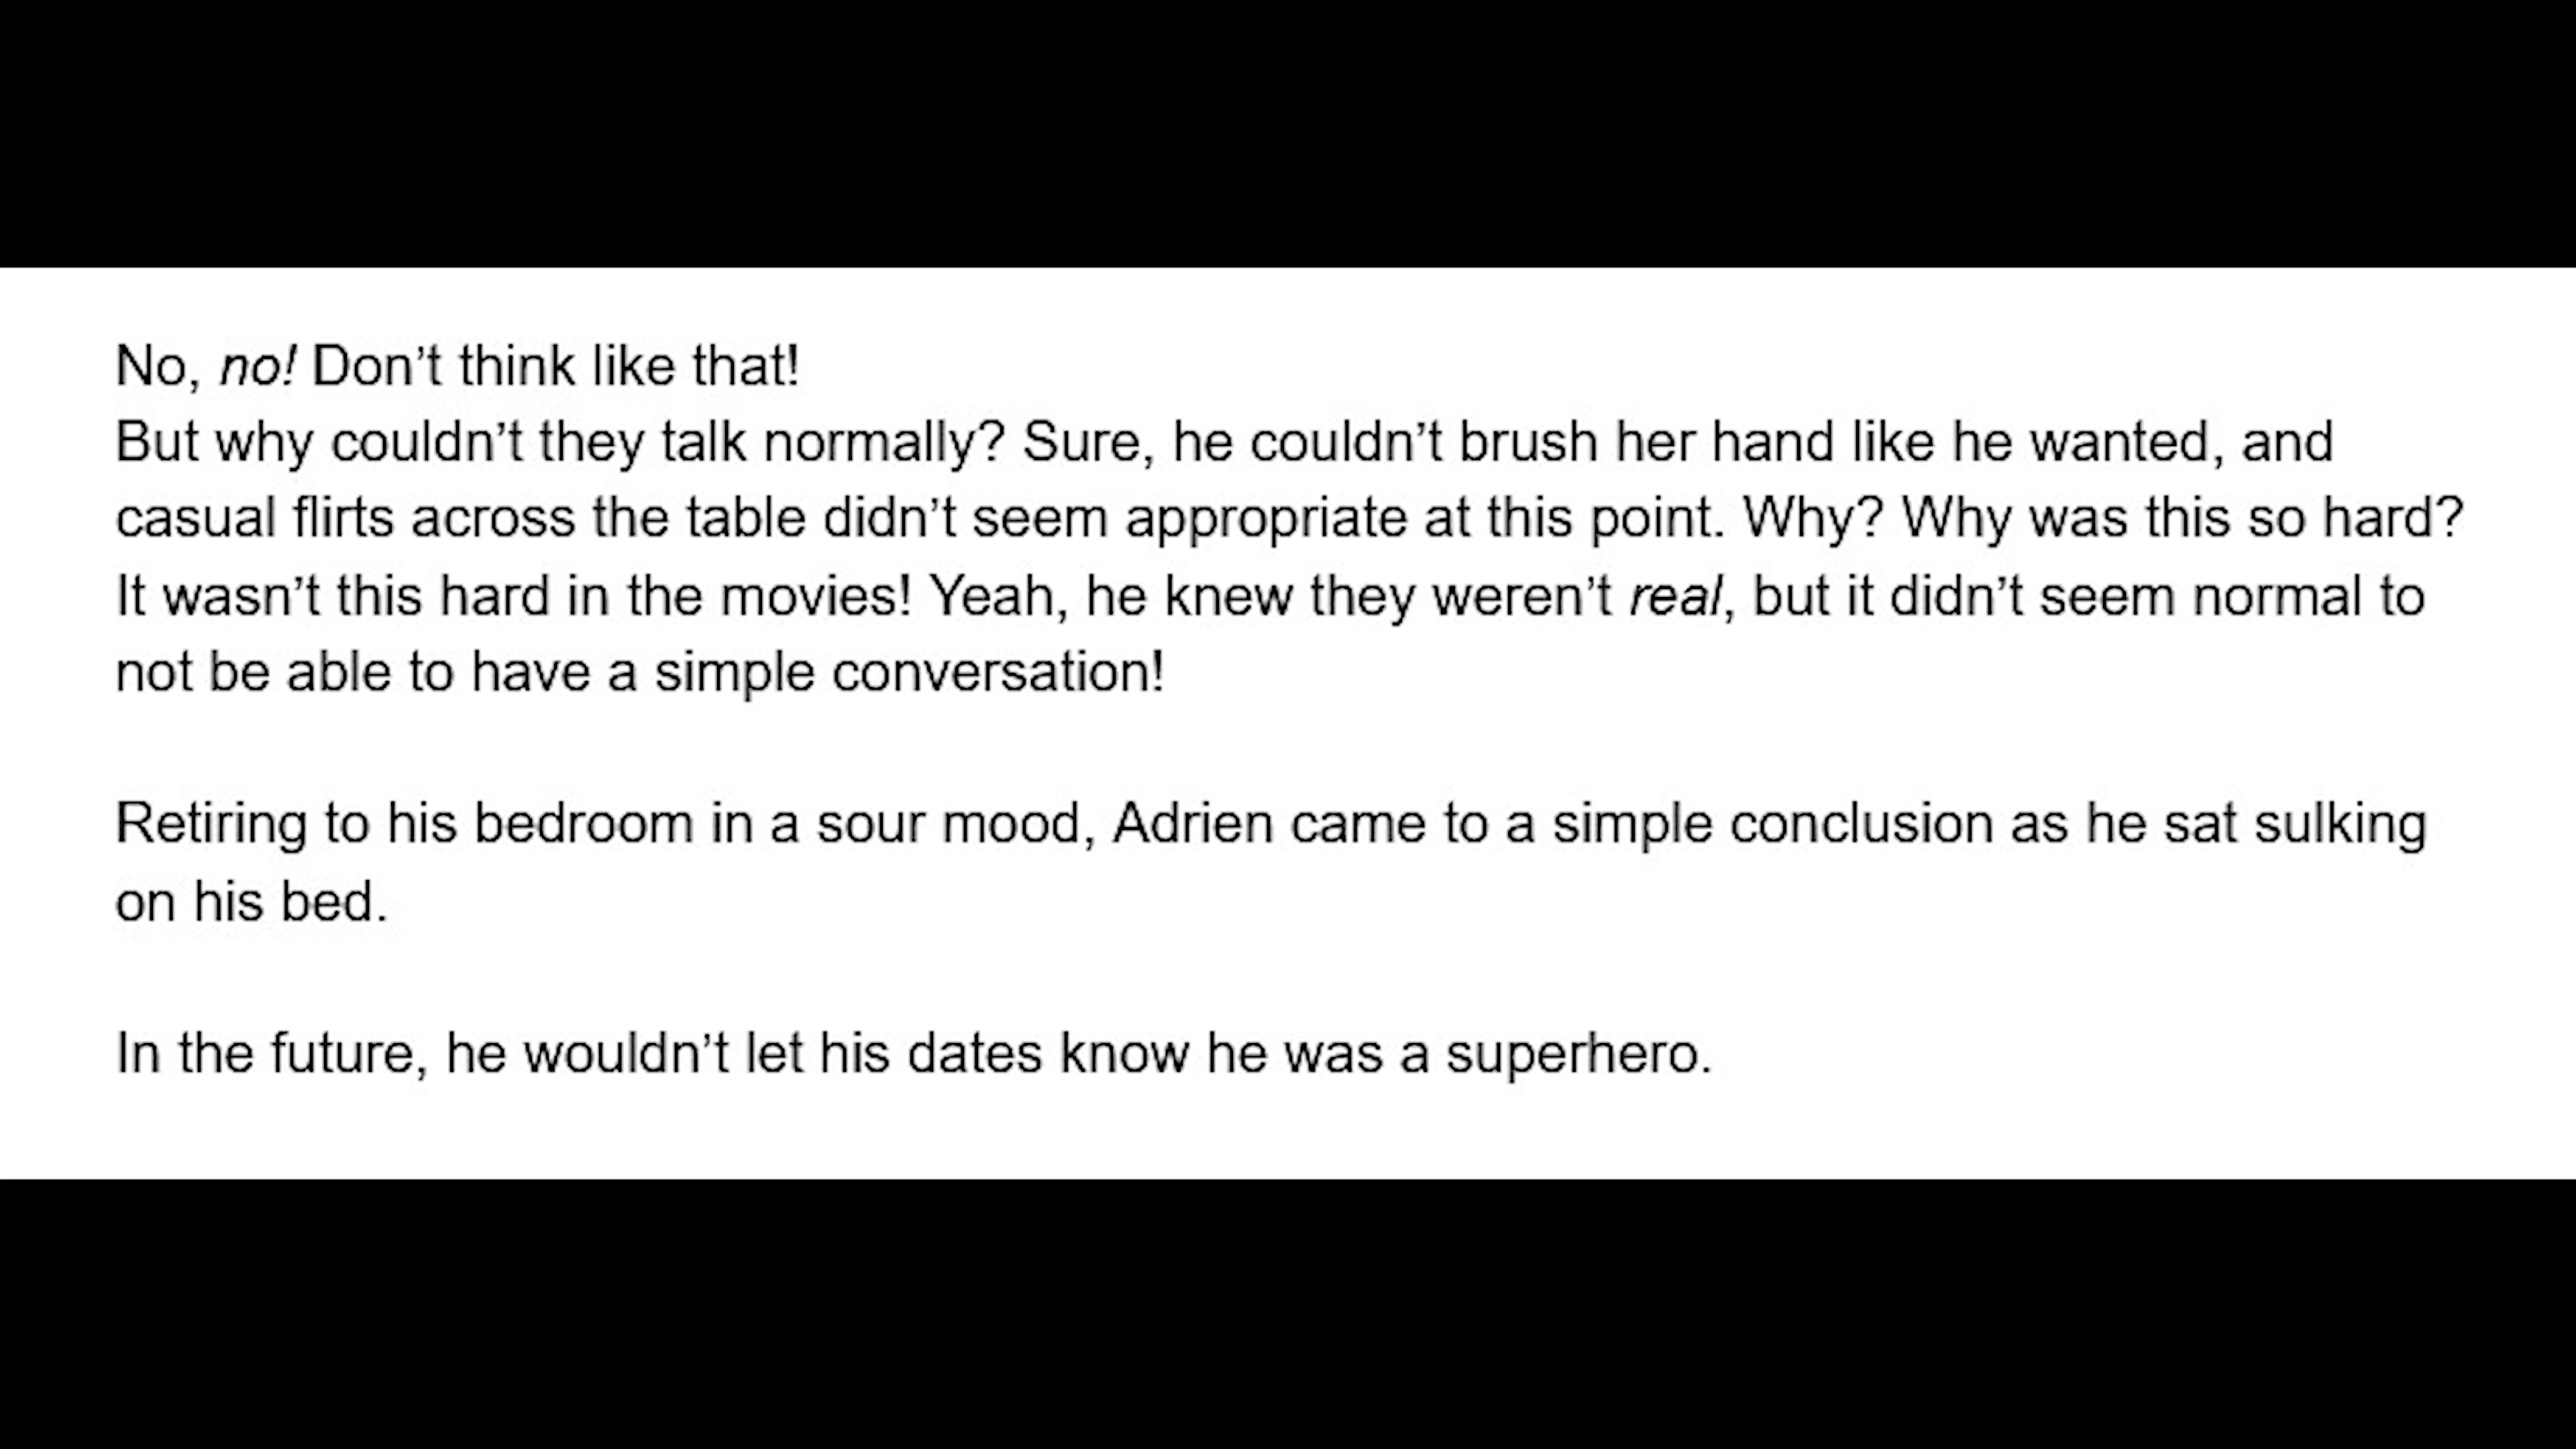 No, no! Don’t think like that!
But why couldn’t they talk normally? Sure, he couldn’t brush her hand like he wanted, and
casual flirts across the table didn’t seem appropriate at this point. Why? Why was this so hard?
It wasn’t this hard in the movies! Yeah, he knew they weren’t real, but it didn’t seem normal to
not be able to have a simple conversation!
Retiring to his bedroom in a sour mood, Adrien came to a simple conclusion as he sat sulking
on his bed.
In the future, he wouldn’t let his dates know he was a superhero.